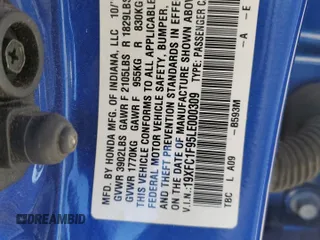 MFD. BY HONDA MFG. OF INDIANA, LLC 10/
GVWR 3902LBS GAWR F 2105LBS R 1829LBS
GVWR 1770KG GAWR F 955KG R 830KG
THIS VEHICLE CONFORMS TO ALL APPLICABLE
FEDERAL MOTOR VEHICLE SAFETY, BUMPER,
AND THEFT PREVENTION STANDARDS IN EFFECT
ON THE DATE OF MANUFACTURE SHOWN ABOVE
V.I.N.: 19XFC1F95LE000309 TYPE: PASSENGER C
B593M
TBC L A09 - A - E
DREAMBID